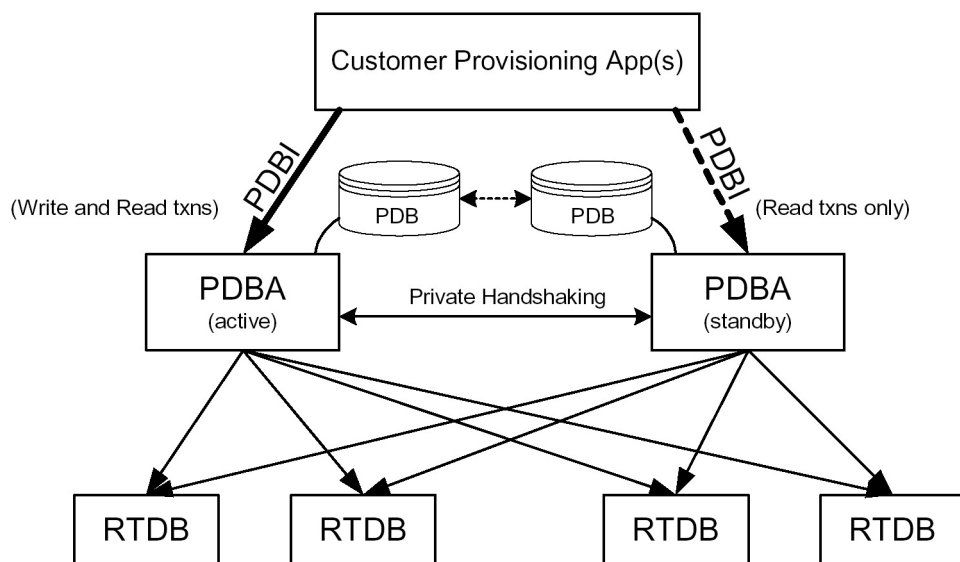 Customer Provisioning App(s)
PDBI
PDBI
(Write and Read txns)
(Read txns only)
PDB
PDB
PDBA
(active)
Private Handshaking
PDBA
(standby)
RTDB
RTDB
RTDB
RTDB